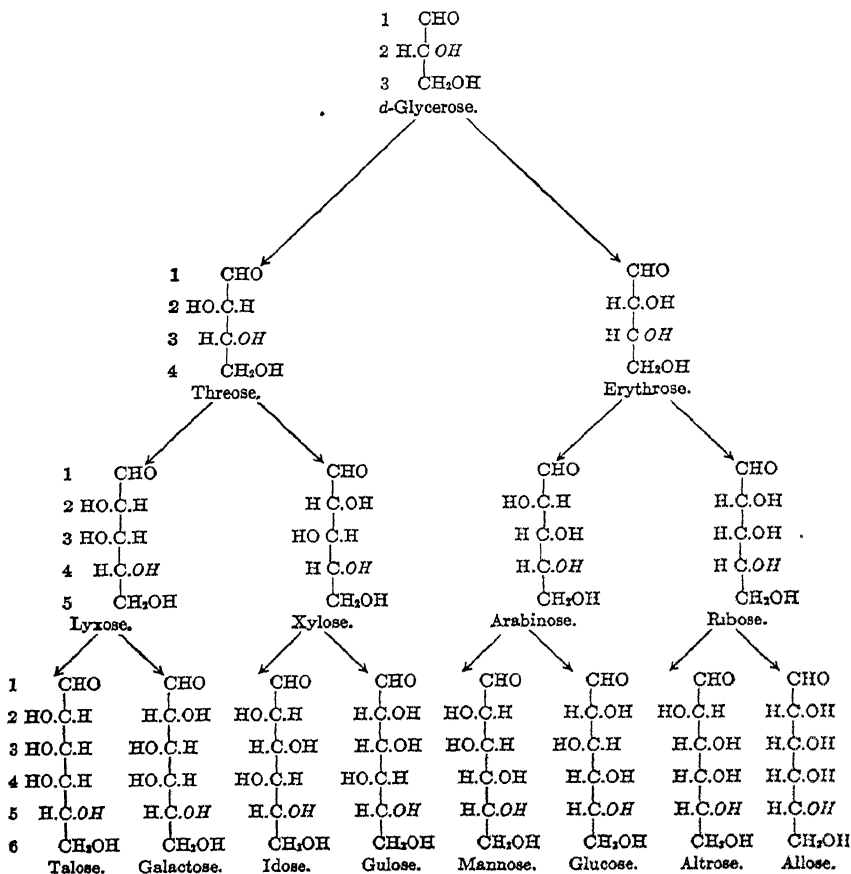 1 CHO
2 H.C OH
3 CH₂OH
d-Glycerose.
1 CHO CHO
2 HO.C.H H.C.OH
3 H.C.OH H C OH
4 CH₂OH CH₂OH
Threose. Erythrose.
1 CHO CHO CHO CHO
2 HO.C.H H C.OH HO.C.H H.C.OH
3 HO.C.H HO C.H H C.OH H.C.OH
4 H.C.OH H C.OH H.C.OH H C.OH
5 CH₂OH CH₂OH CH₂OH CH₂OH
Lyxose. Xylose. Arabinose. Ribose.
1 CHO CHO CHO CHO CHO CHO CHO CHO
2 HO.C.H H.C.OH HO.C.H H.C.OH HO.C.H H.C.OH HO.C.H H.C.OH
3 HO.C.H HO.C.H H.C.OH H.C.OH HO.C.H HO.C.H H.C.OH H.C.OH
4 HO.C.H HO.C.H HO.C.H HO.C.H H.C.OH H.C.OH H.C.OH H.C.OH
5 H.C.OH H.C.OH H.C.OH H.C.OH H.C.OH H.C.OH H.C.OH H.C.OH
6 CH₂OH CH₂OH CH₂OH CH₂OH CH₂OH CH₂OH CH₂OH CH₂OH
Talose. Galactose. Idose. Gulose. Mannose. Glucose. Altrose. Allose.